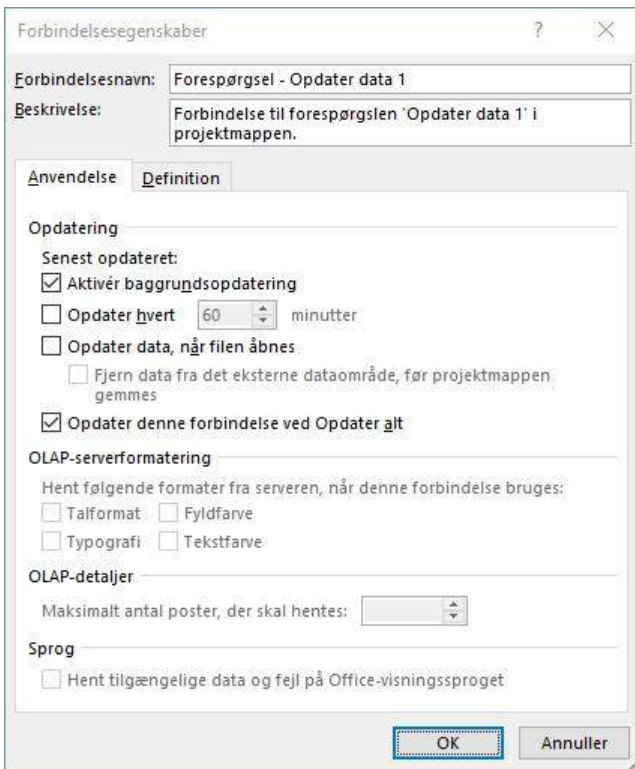 Forbindelsesegenskaber ?
Forbindelsesnavn: Forespørgsel - Opdater data 1
Beskrivelse: Forbindelse til forespørgslen 'Opdater data 1' i
projektmappen.
Anvendelse Definition
Opdatering
Senest opdateret:
Aktivér baggrundsopdatering
Opdater hvert 60 minutter
Opdater data, når filen åbnes
Fjern data fra det eksterne dataområde, før projektmappen
gemmes
Opdater denne forbindelse ved Opdater alt
OLAP-serverformatering
Hent følgende formater fra serveren, når denne forbindelse bruges:
Talformat Fyldfarve
Typografi Tekstfarve
OLAP-detaljer
Maksimalt antal poster, der skal hentes:
Sprog
Hent tilgængelige data og fejl på Office-visningssproget
OK Annuller